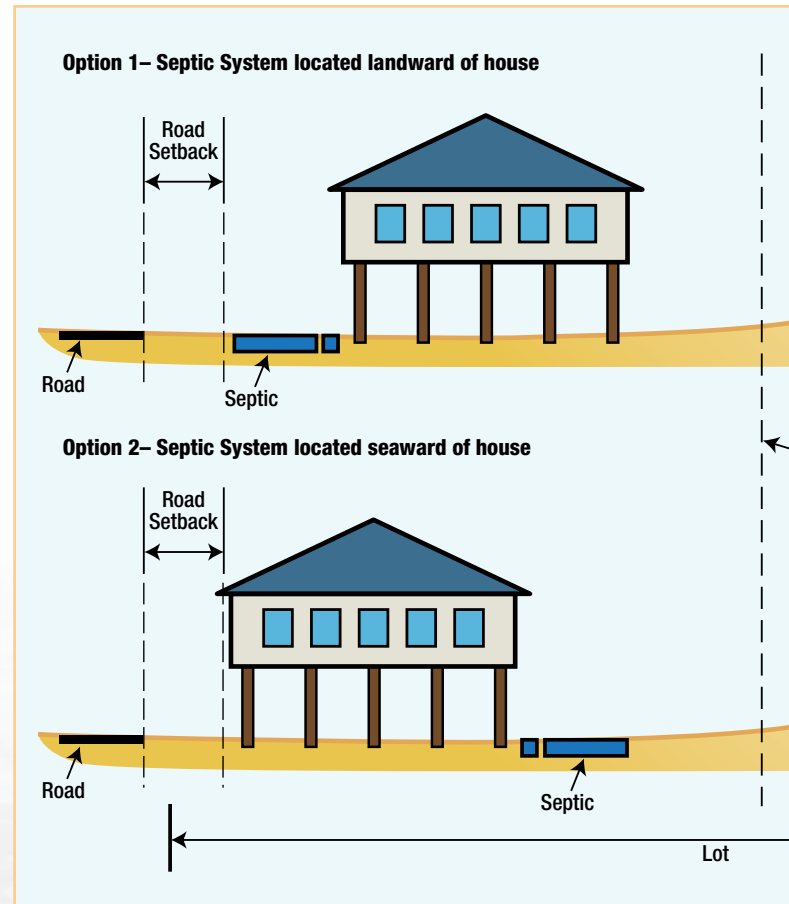 Option 1– Septic System located landward of house
Road
Setback
Road
Septic
Option 2– Septic System located seaward of house
Road
Setback
Road
Septic
Lot